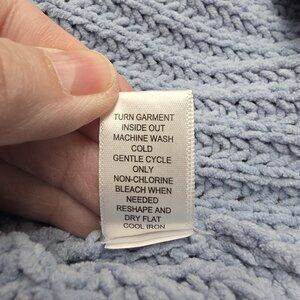 TURN GARMENT
INSIDE OUT
MACHINE WASH
COLD
GENTLE CYCLE
ONLY
NON-CHLORINE
BLEACH WHEN
NEEDED
RESHAPE AND
DRY FLAT
COOL IRON